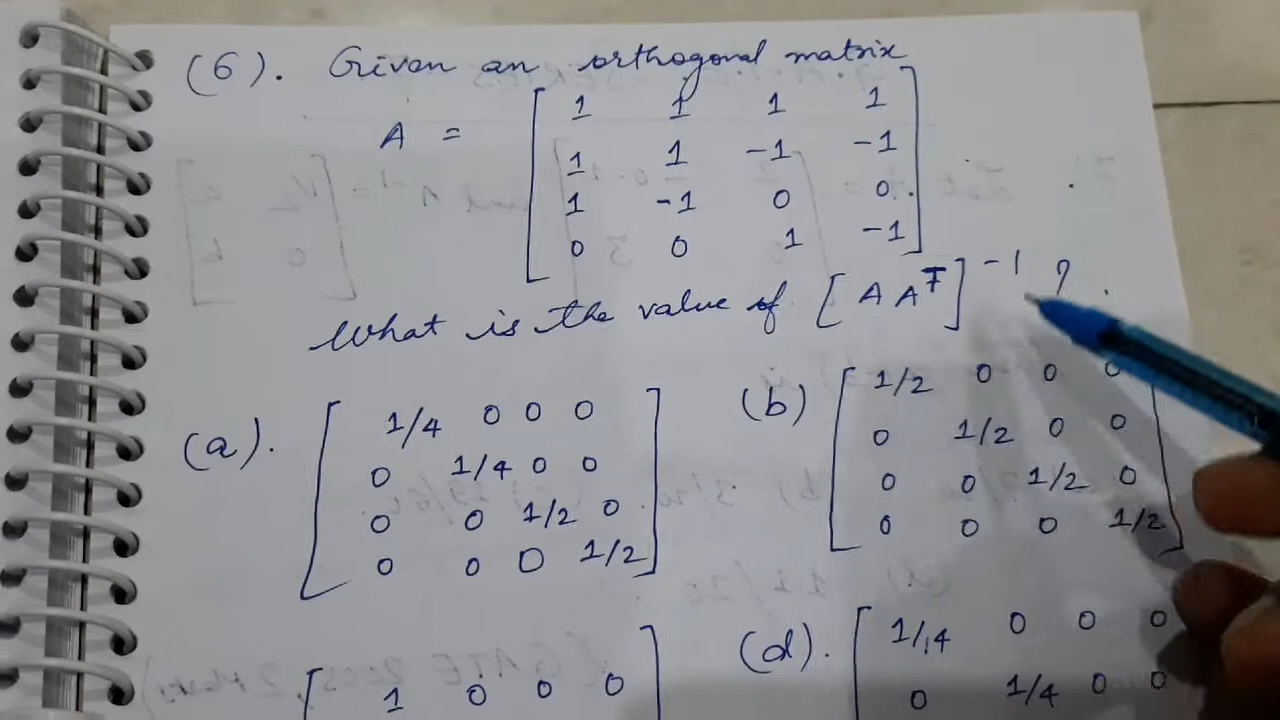 (6). Given an orthogonal matrix
A = [ 1 1 1 1
1 1 -1 -1
1 -1 0 0
0 0 1 -1 ]
What is the value of [A A^T]^-1 ?
(a). [ 1/4 0 0 0
0 1/4 0 0
0 0 1/2 0
0 0 0 1/2 ]
(b) [ 1/2 0 0 0
0 1/2 0 0
0 0 1/2 0
0 0 0 1/2 ]
[ 1 0 0 0
(d). [ 1/4 0 0 0
0 1/4 0 0